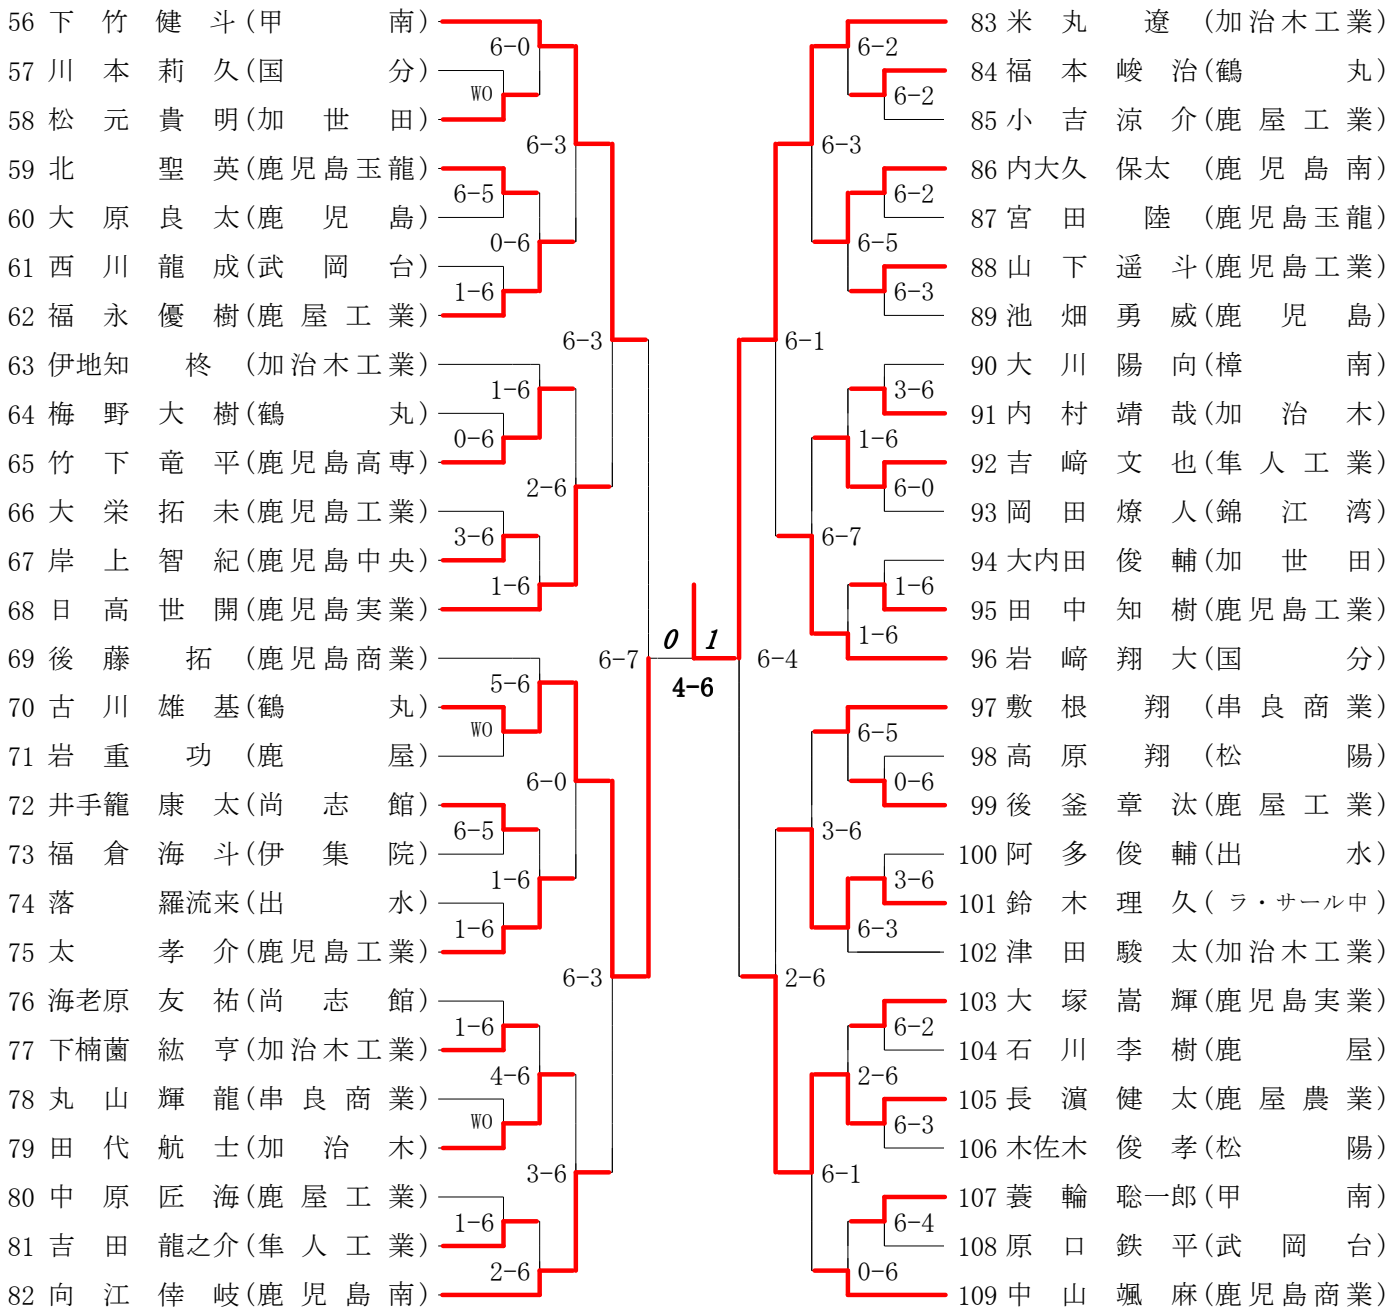 56 下竹健斗(甲南)
57 川本莉久(国分)
58 松元貴明(加世田)
59 北聖英(鹿児島玉龍)
60 大原良太(鹿児島)
61 西川龍成(武岡台)
62 福永優樹(鹿屋工業)
63 伊地知柊(加治木工業)
64 梅野大樹(鶴丸)
65 竹下竜平(鹿児島高専)
66 大栄拓未(鹿児島工業)
67 岸上智紀(鹿児島中央)
68 日高世開(鹿児島実業)
69 後藤拓(鹿児島商業)
70 古川雄基(鶴丸)
71 岩重功(鹿屋)
72 井手籠康太(尚志館)
73 福倉海斗(伊集院)
74 落羅流来(出水)
75 太孝介(鹿児島工業)
76 海老原友祐(尚志館)
77 下楠薗紘亨(加治木工業)
78 丸山輝龍(串良商業)
79 田代航士(加治木)
80 中原匠海(鹿屋工業)
81 吉田龍之介(隼人工業)
82 向江倖岐(鹿児島南)
6-0
WO
6-3
6-5
0-6
1-6
6-3
1-6
0-6
2-6
3-6
1-6
6-7
5-6
WO
6-0
6-5
1-6
1-6
6-3
1-6
4-6
WO
3-6
1-6
2-6
0 1
4-6
6-2
6-2
6-3
6-2
6-5
6-3
6-1
3-6
1-6
6-0
6-7
1-6
1-6
6-4
6-5
0-6
3-6
3-6
6-3
2-6
6-2
2-6
6-3
6-1
6-4
0-6
83 米丸遼(加治木工業)
84 福本峻治(鶴丸)
85 小吉涼介(鹿屋工業)
86 内大久保太(鹿児島南)
87 宮田陸(鹿児島玉龍)
88 山下遥斗(鹿児島工業)
89 池畑勇威(鹿児島)
90 大川陽向(樟南)
91 内村靖哉(加治木)
92 吉﨑文也(隼人工業)
93 岡田燎人(錦江湾)
94 大内田俊輔(加世田)
95 田中知樹(鹿児島工業)
96 岩﨑翔大(国分)
97 敷根翔(串良商業)
98 高原翔(松陽)
99 後釜章汰(鹿屋工業)
100 阿多俊輔(出水)
101 鈴木理久(ラ・サール中)
102 津田駿太(加治木工業)
103 大塚嵩輝(鹿児島実業)
104 石川李樹(鹿屋)
105 長濵健太(鹿屋農業)
106 木佐木俊孝(松陽)
107 蓑輪聡一郎(甲南)
108 原口鉄平(武岡台)
109 中山颯麻(鹿児島商業)